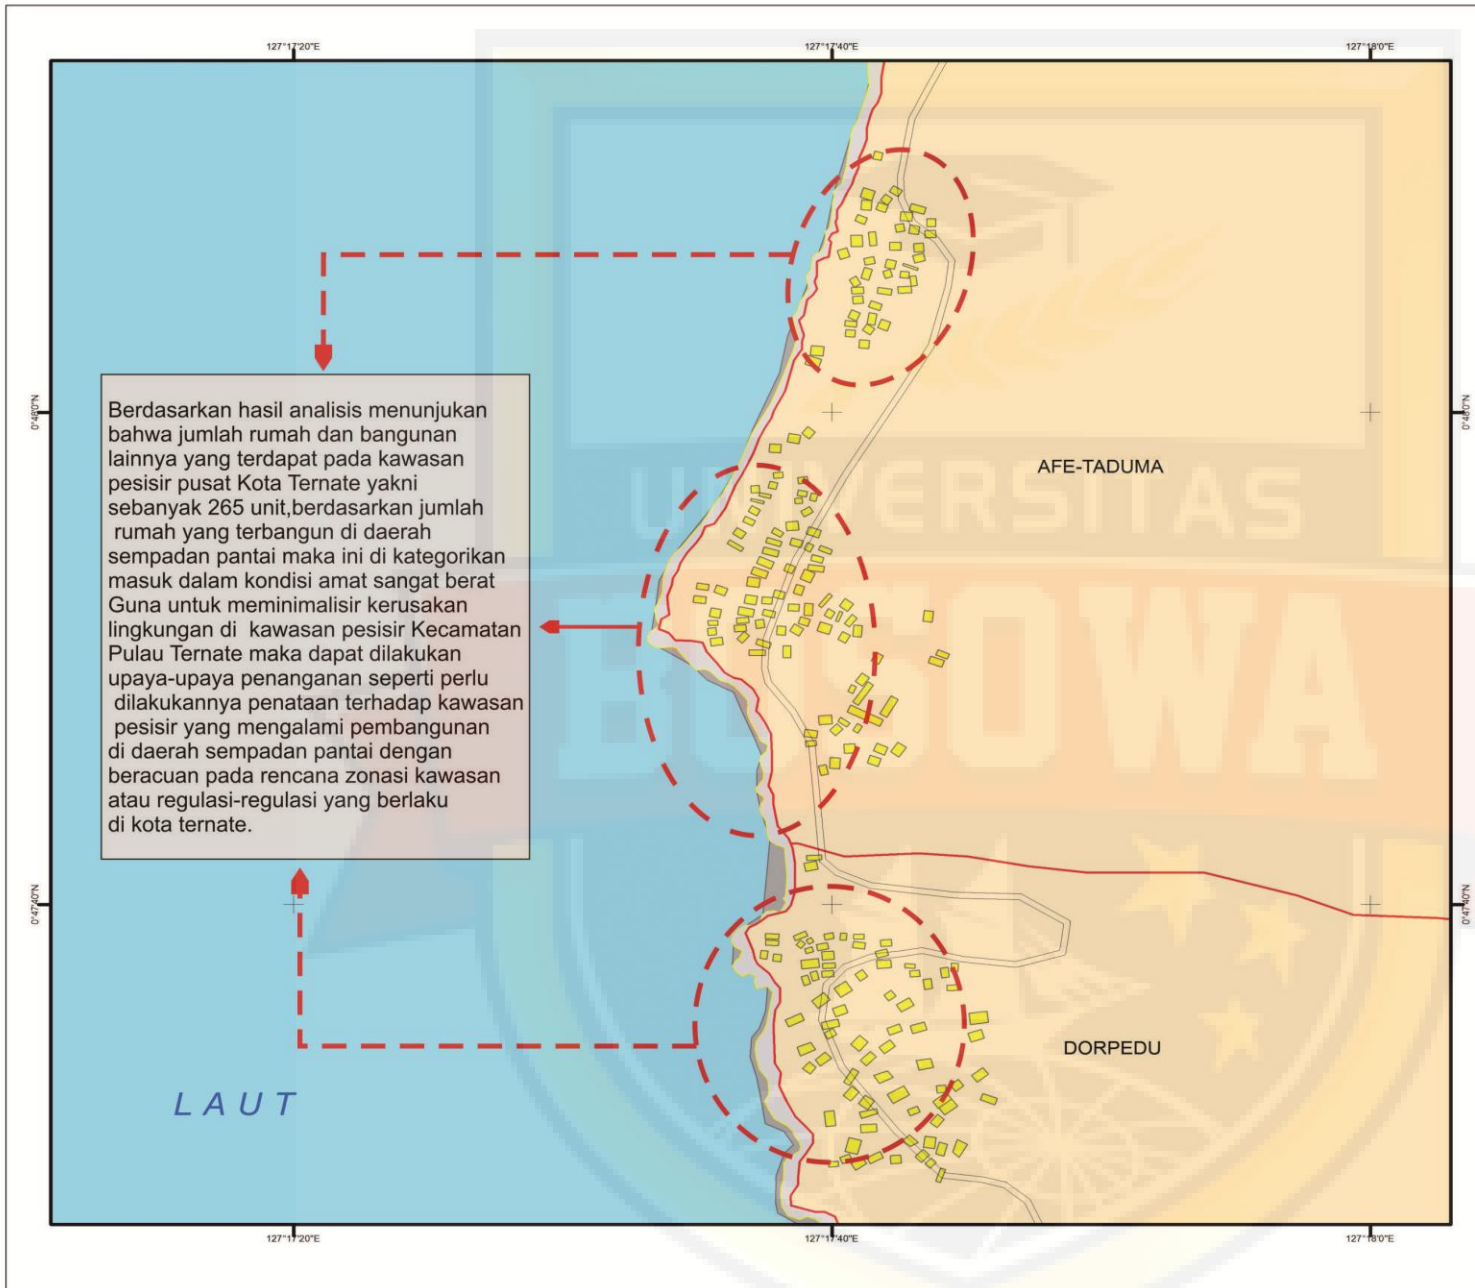 127°17'20"E
127°17'40"E
127°18'0"E
0°48'0"N
0°48'0"N
Berdasarkan hasil analisis menunjukan
bahwa jumlah rumah dan bangunan
lainnya yang terdapat pada kawasan
pesisir pusat Kota Ternate yakni
sebanyak 265 unit,berdasarkan jumlah
rumah yang terbangun di daerah
sempadan pantai maka ini di kategorikan
masuk dalam kondisi amat sangat berat
Guna untuk meminimalisir kerusakan
lingkungan di kawasan pesisir Kecamatan
Pulau Ternate maka dapat dilakukan
upaya-upaya penanganan seperti perlu
dilakukannya penataan terhadap kawasan
pesisir yang mengalami pembangunan
di daerah sempadan pantai dengan
beracuan pada rencana zonasi kawasan
atau regulasi-regulasi yang berlaku
di kota ternate.
AFE-TADUMA
UNIVERSITAS
BOSOWA
0°47'40"N
0°47'40"N
DORPEDU
LAUT
127°17'20"E
127°17'40"E
127°18'0"E